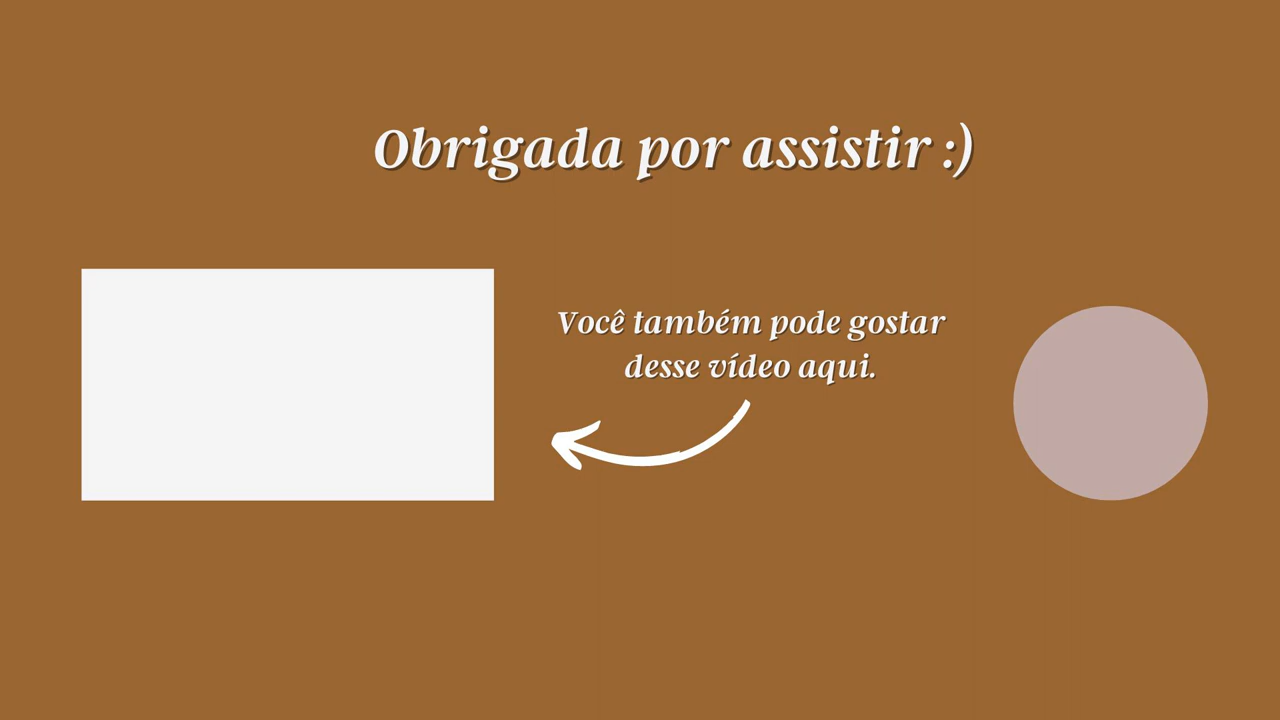 Obrigada por assistir :)
Você também pode gostar
desse vídeo aqui.